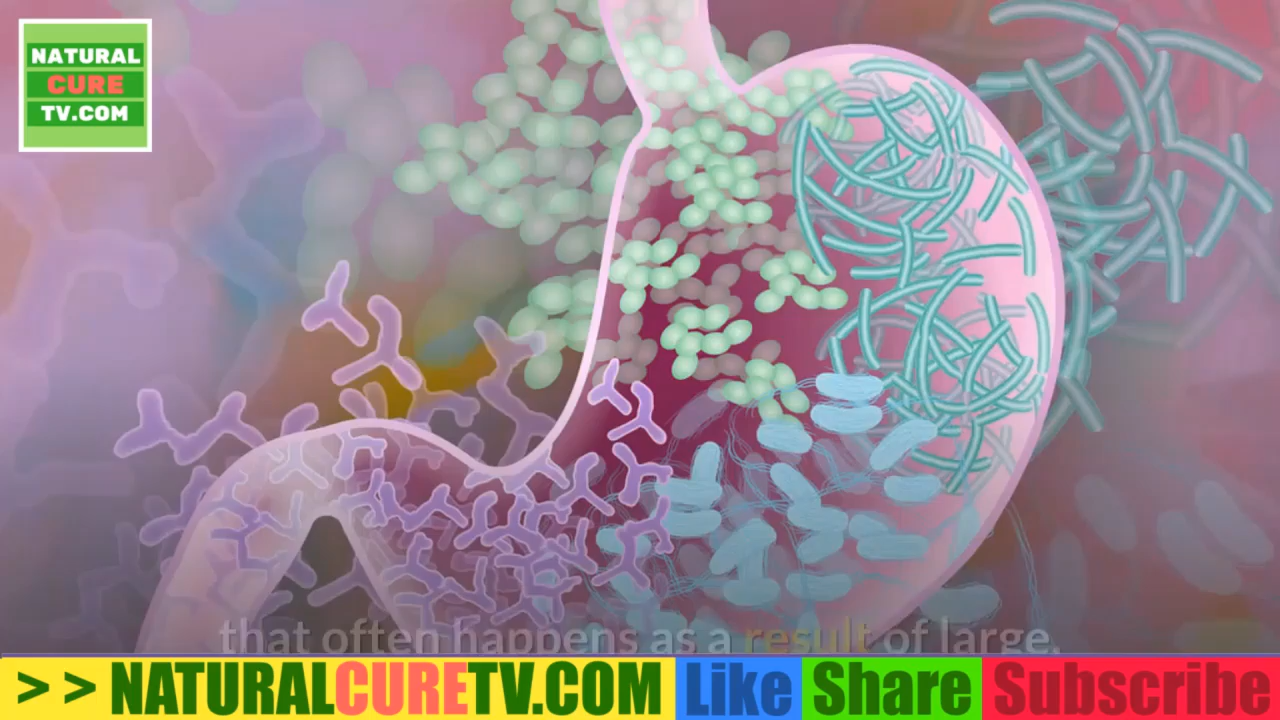 NATURAL
CURE
TV.COM
that often happens as a result of large,
>> NATURALCURETV.COM Like Share Subscribe